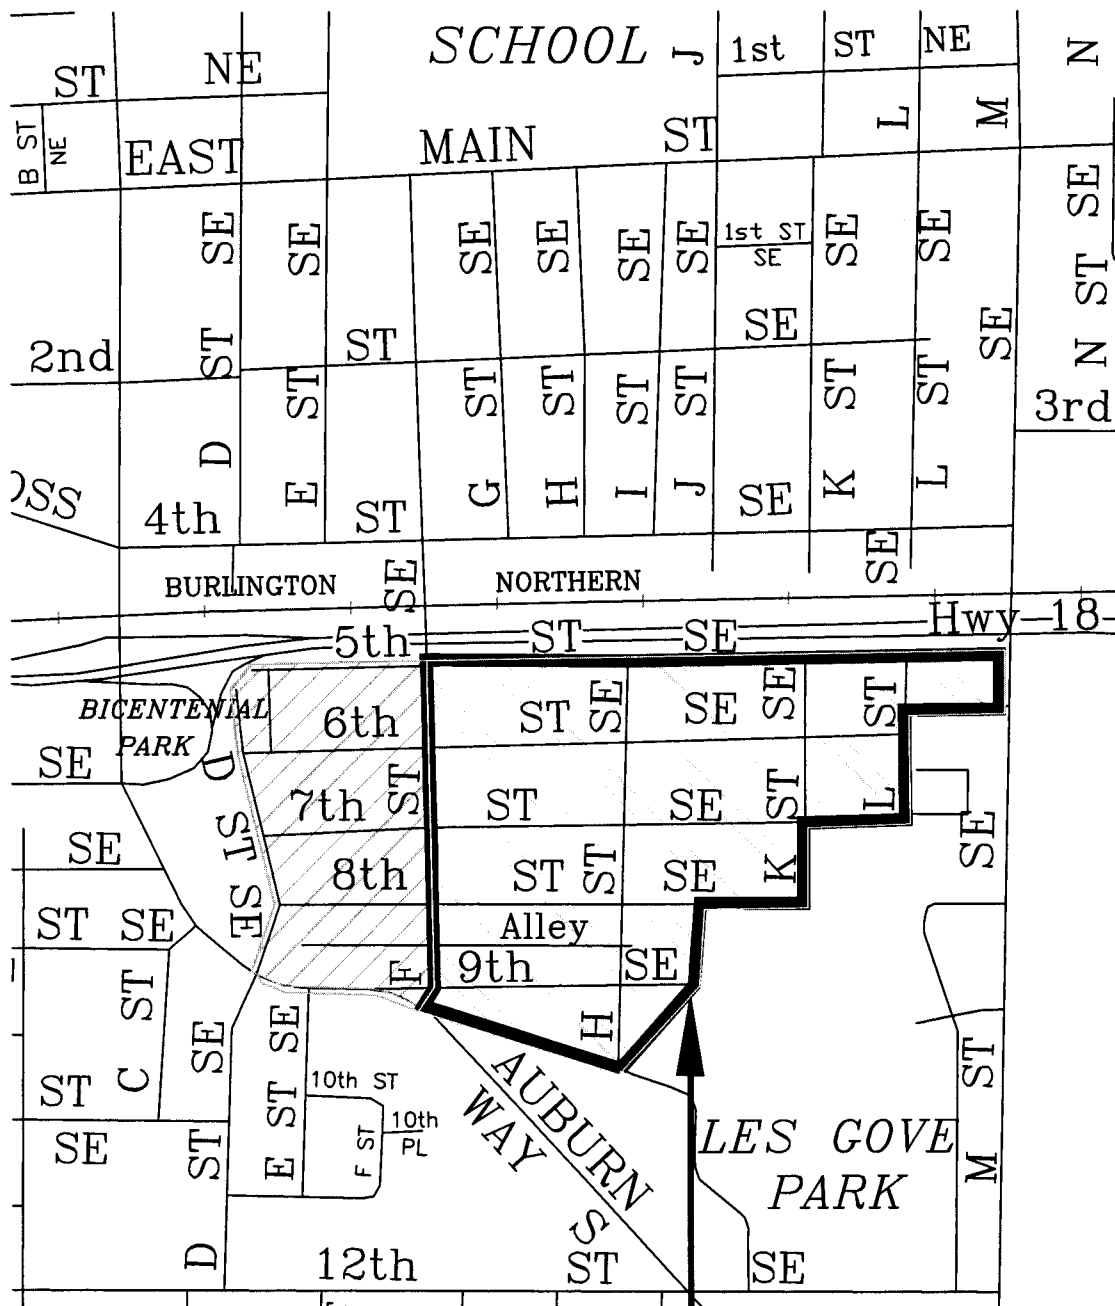 SCHOOL
J
1st
ST
NE
N
ST
NE
B ST
NE
EAST
MAIN
ST
L
M
D ST SE
E ST SE
G ST SE
H ST SE
I ST SE
J ST SE
1st ST
SE
K ST SE
L ST SE
SE
N ST SE
2nd
ST
SE
3rd
OSS
4th
ST
SE
BURLINGTON
NORTHERN
SE
SE
5th
ST
SE
Hwy 18
BICENTENIAL
PARK
6th
ST
SE
SE
7th
ST
SE
8th
ST
SE
Alley
9th
SE
D ST SE
F ST
H ST SE
K ST SE
L ST
SE
SE
ST SE
C ST
SE
ST
SE
D ST SE
E ST SE
10th ST
F ST
10th
PL
AUBURN
WAY S
LES GOVE
PARK
M ST SE
12th
ST
SE